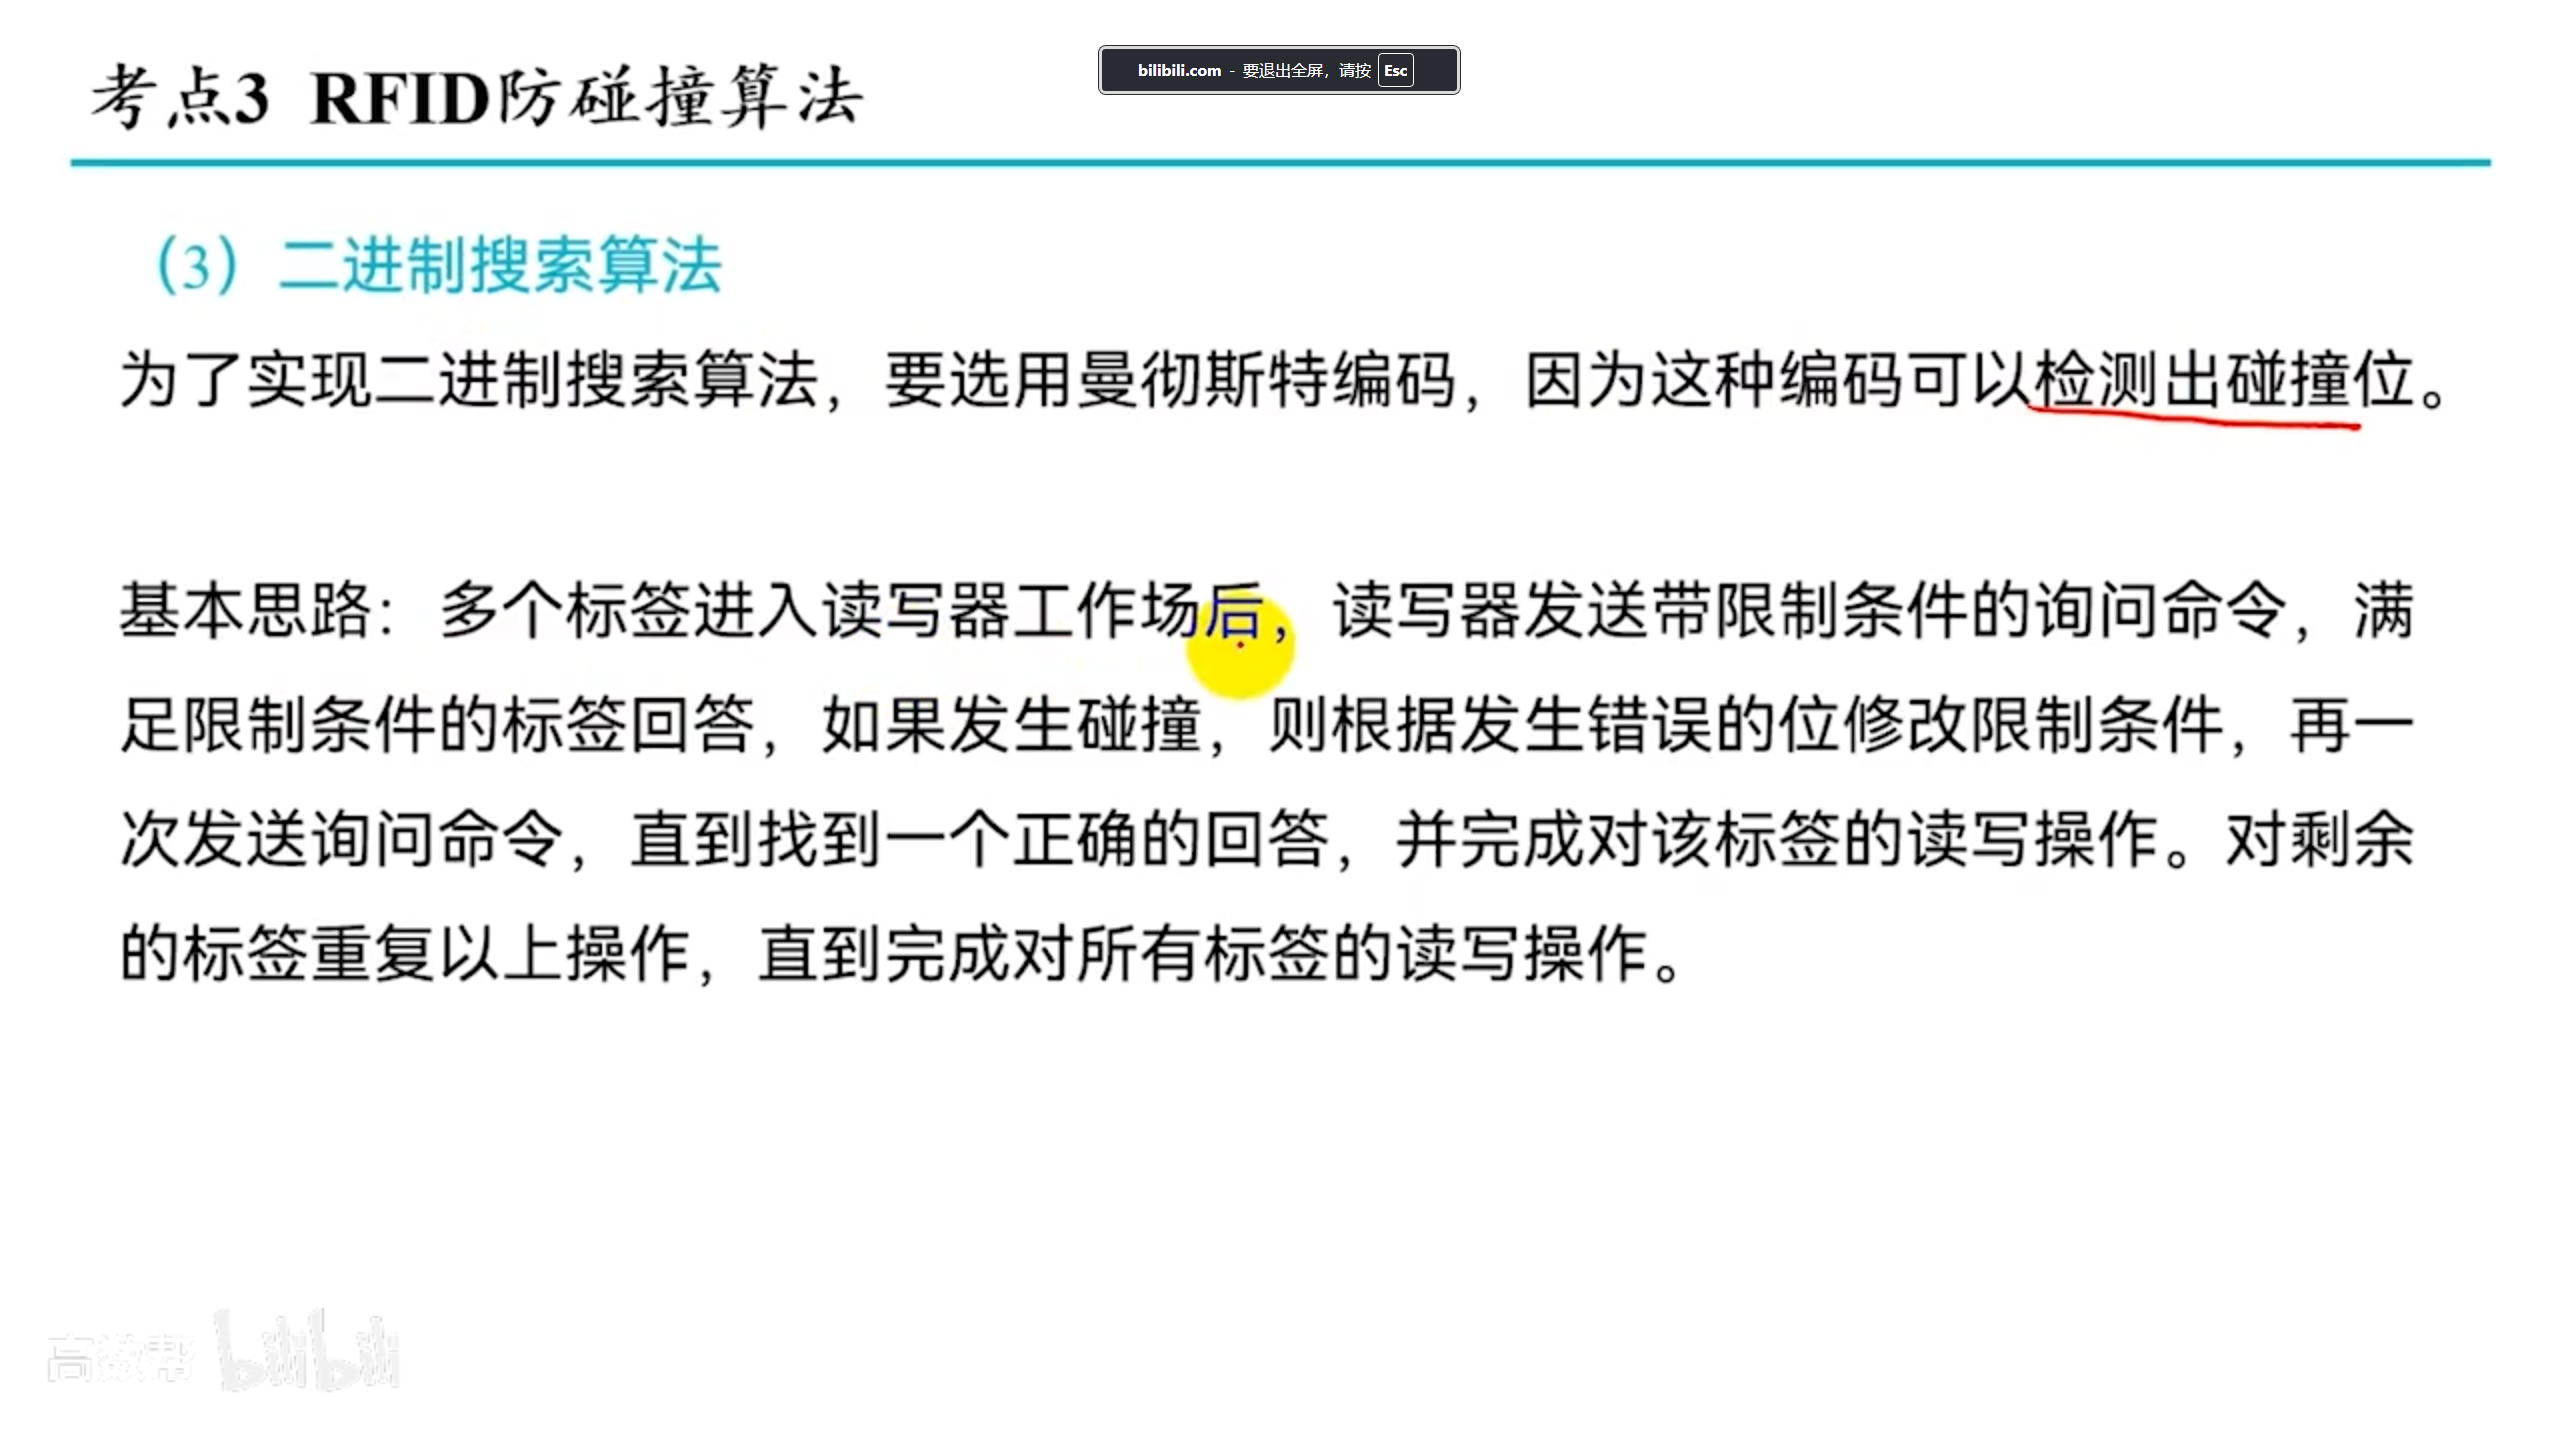 bilibili.com - 要退出全屏，请按 Esc
考点3 RFID防碰撞算法
（3）二进制搜索算法
为了实现二进制搜索算法，要选用曼彻斯特编码，因为这种编码可以检测出碰撞位。
基本思路：多个标签进入读写器工作场后，读写器发送带限制条件的询问命令，满
足限制条件的标签回答，如果发生碰撞，则根据发生错误的位修改限制条件，再一
次发送询问命令，直到找到一个正确的回答，并完成对该标签的读写操作。对剩余
的标签重复以上操作，直到完成对所有标签的读写操作。
高数帮 bilibili